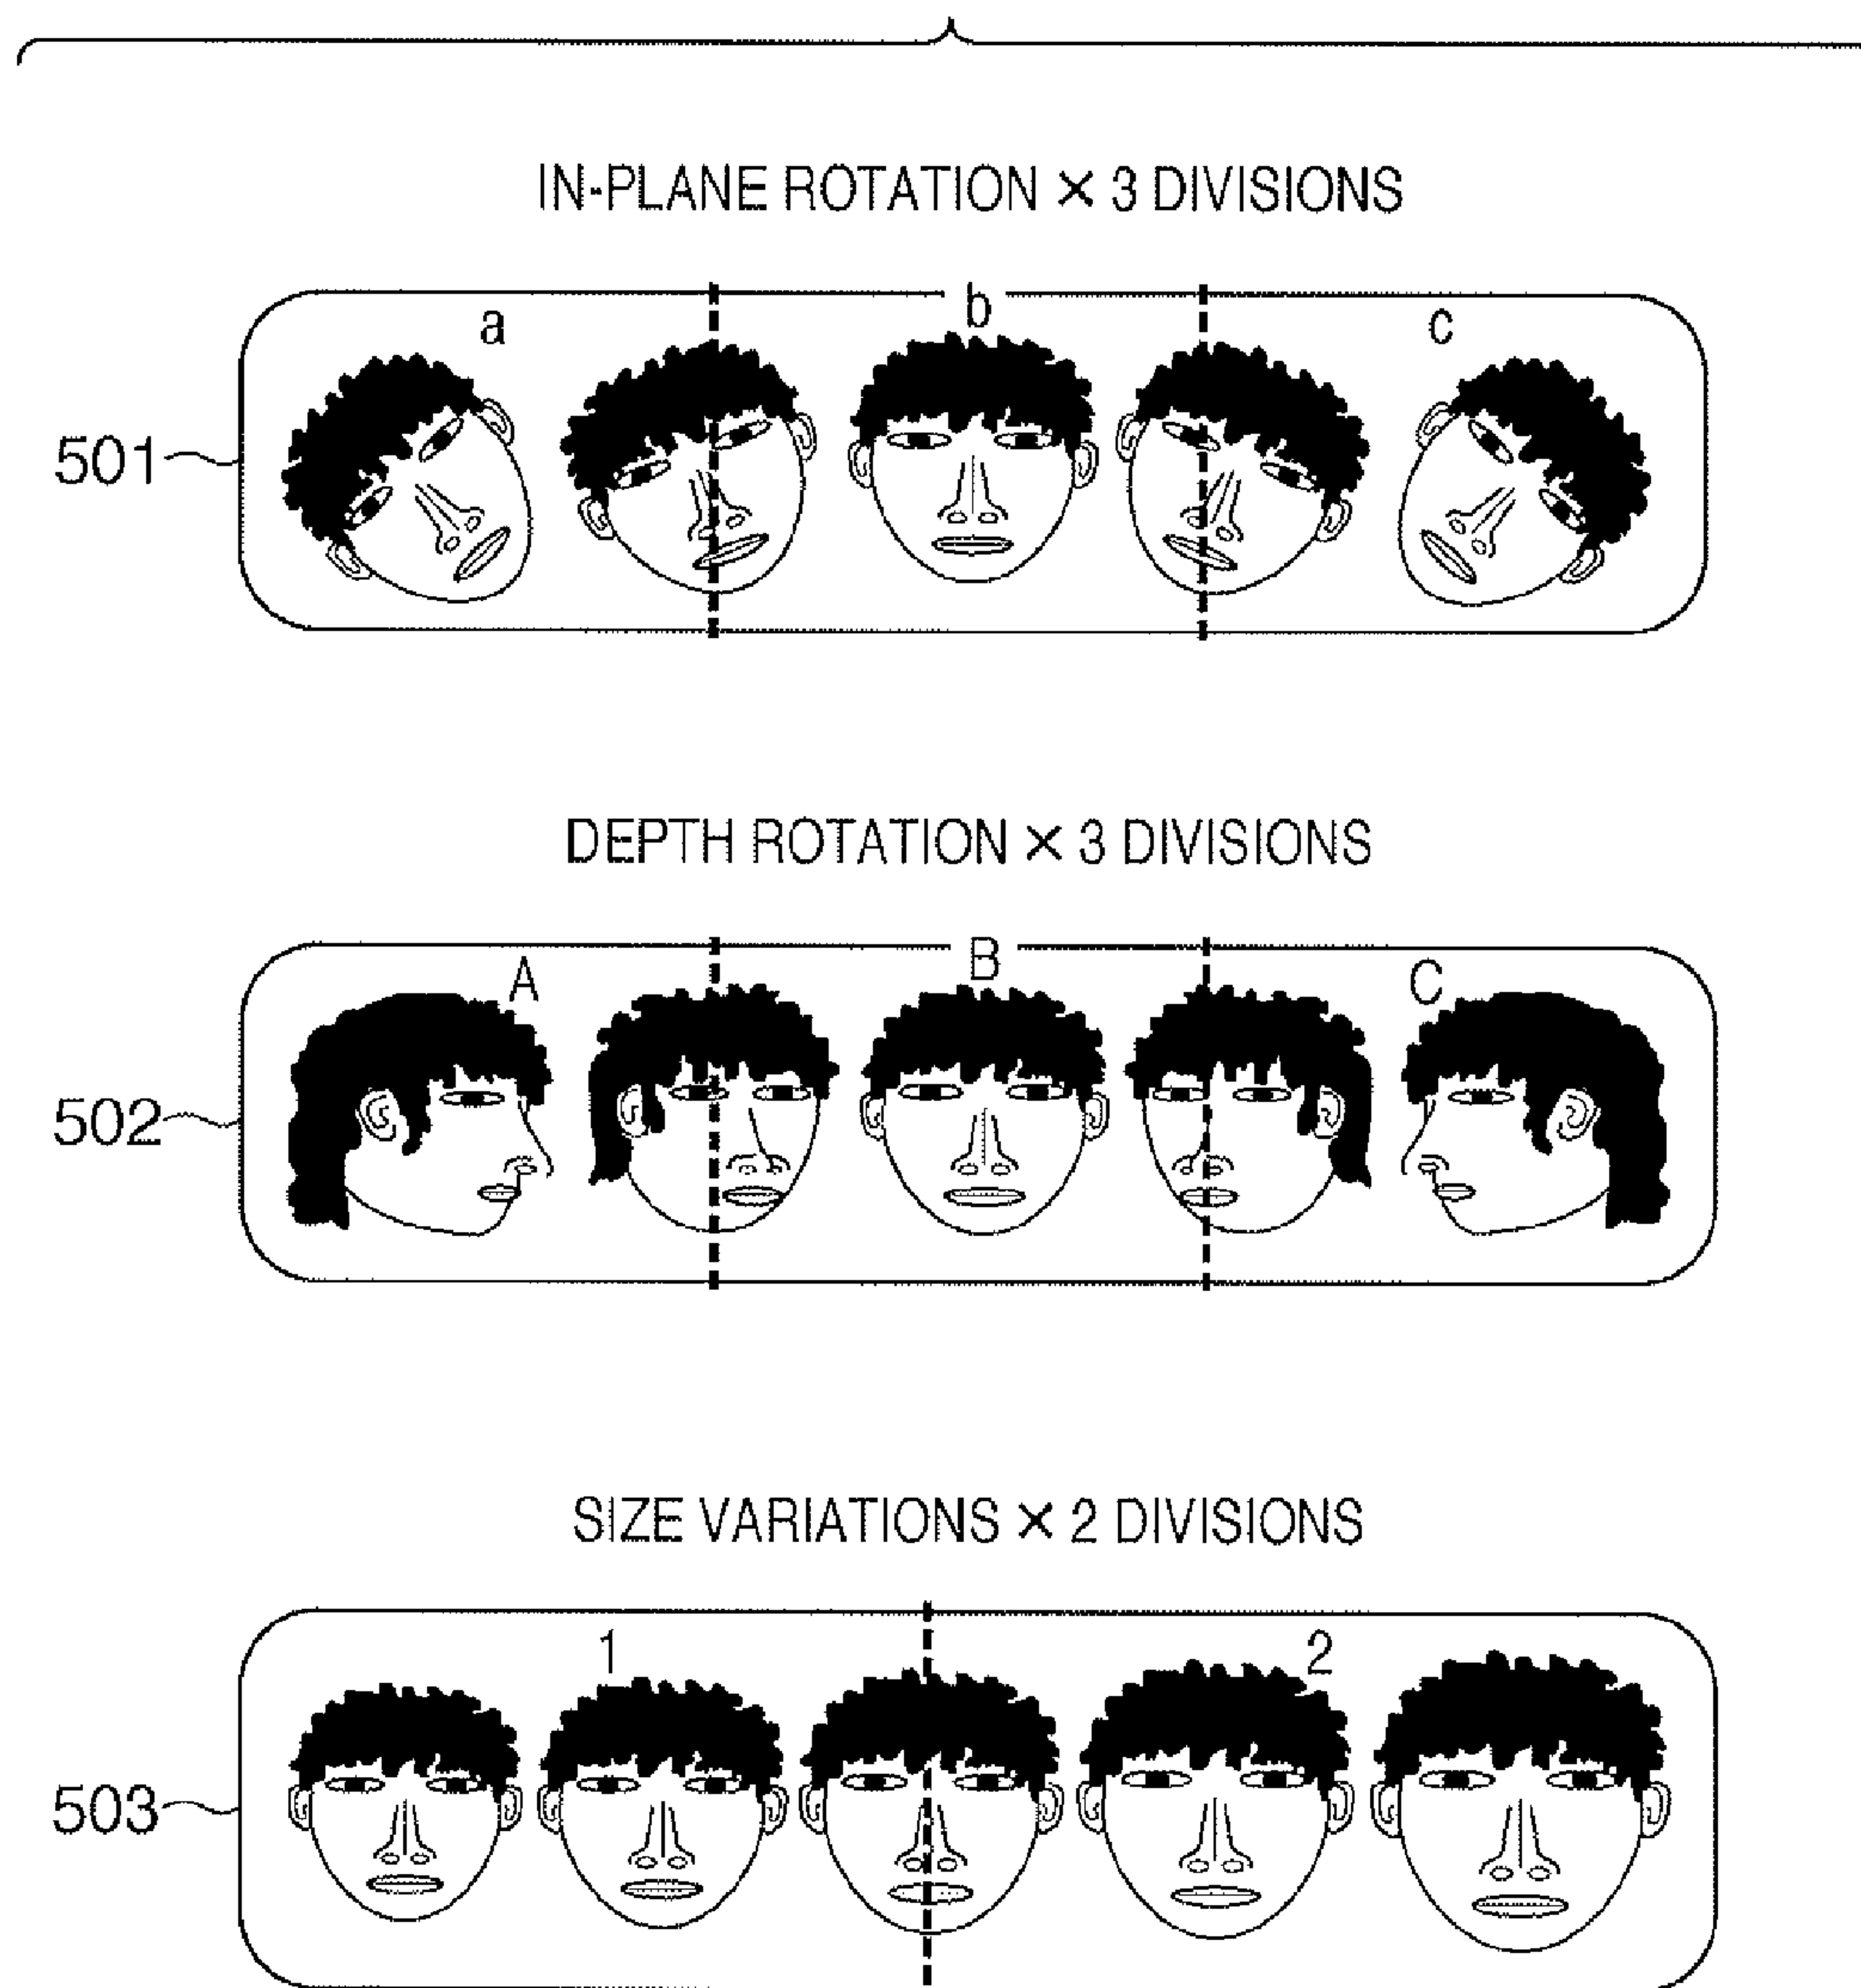 IN-PLANE ROTATION × 3 DIVISIONS
a b c
501
DEPTH ROTATION × 3 DIVISIONS
A B C
502
SIZE VARIATIONS × 2 DIVISIONS
1 2
503